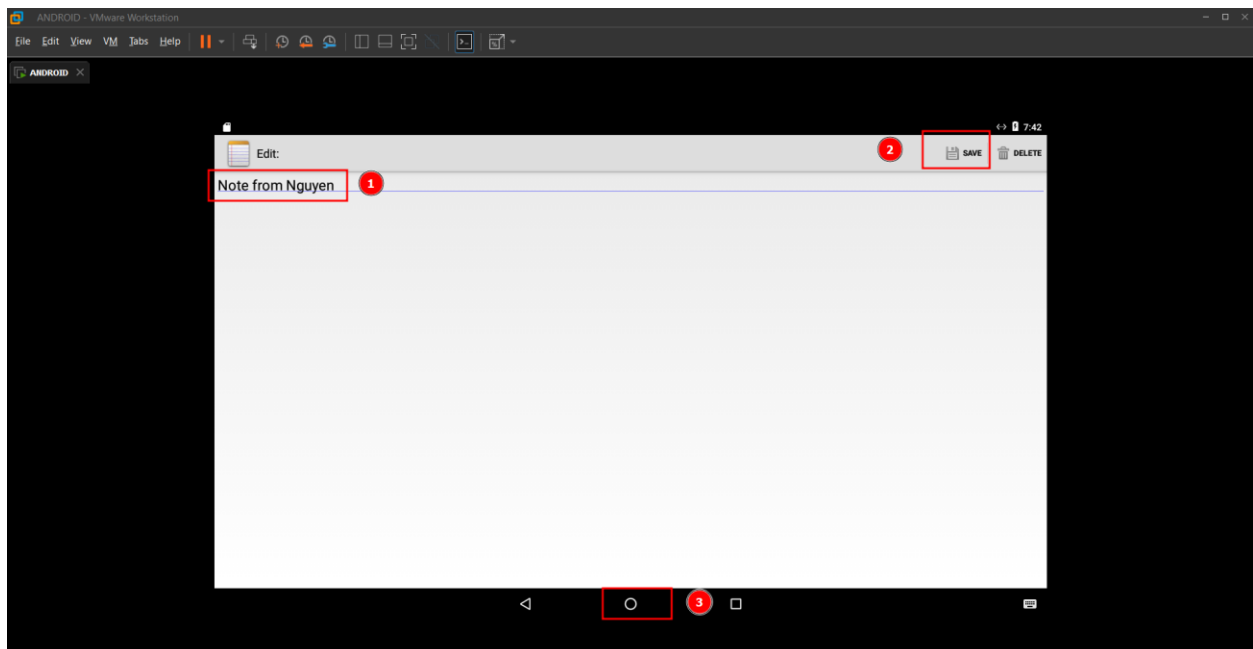 ANDROID - VMware Workstation
File Edit View VM Tabs Help
ANDROID
7:42
Edit:
2
SAVE
DELETE
Note from Nguyen
1
3